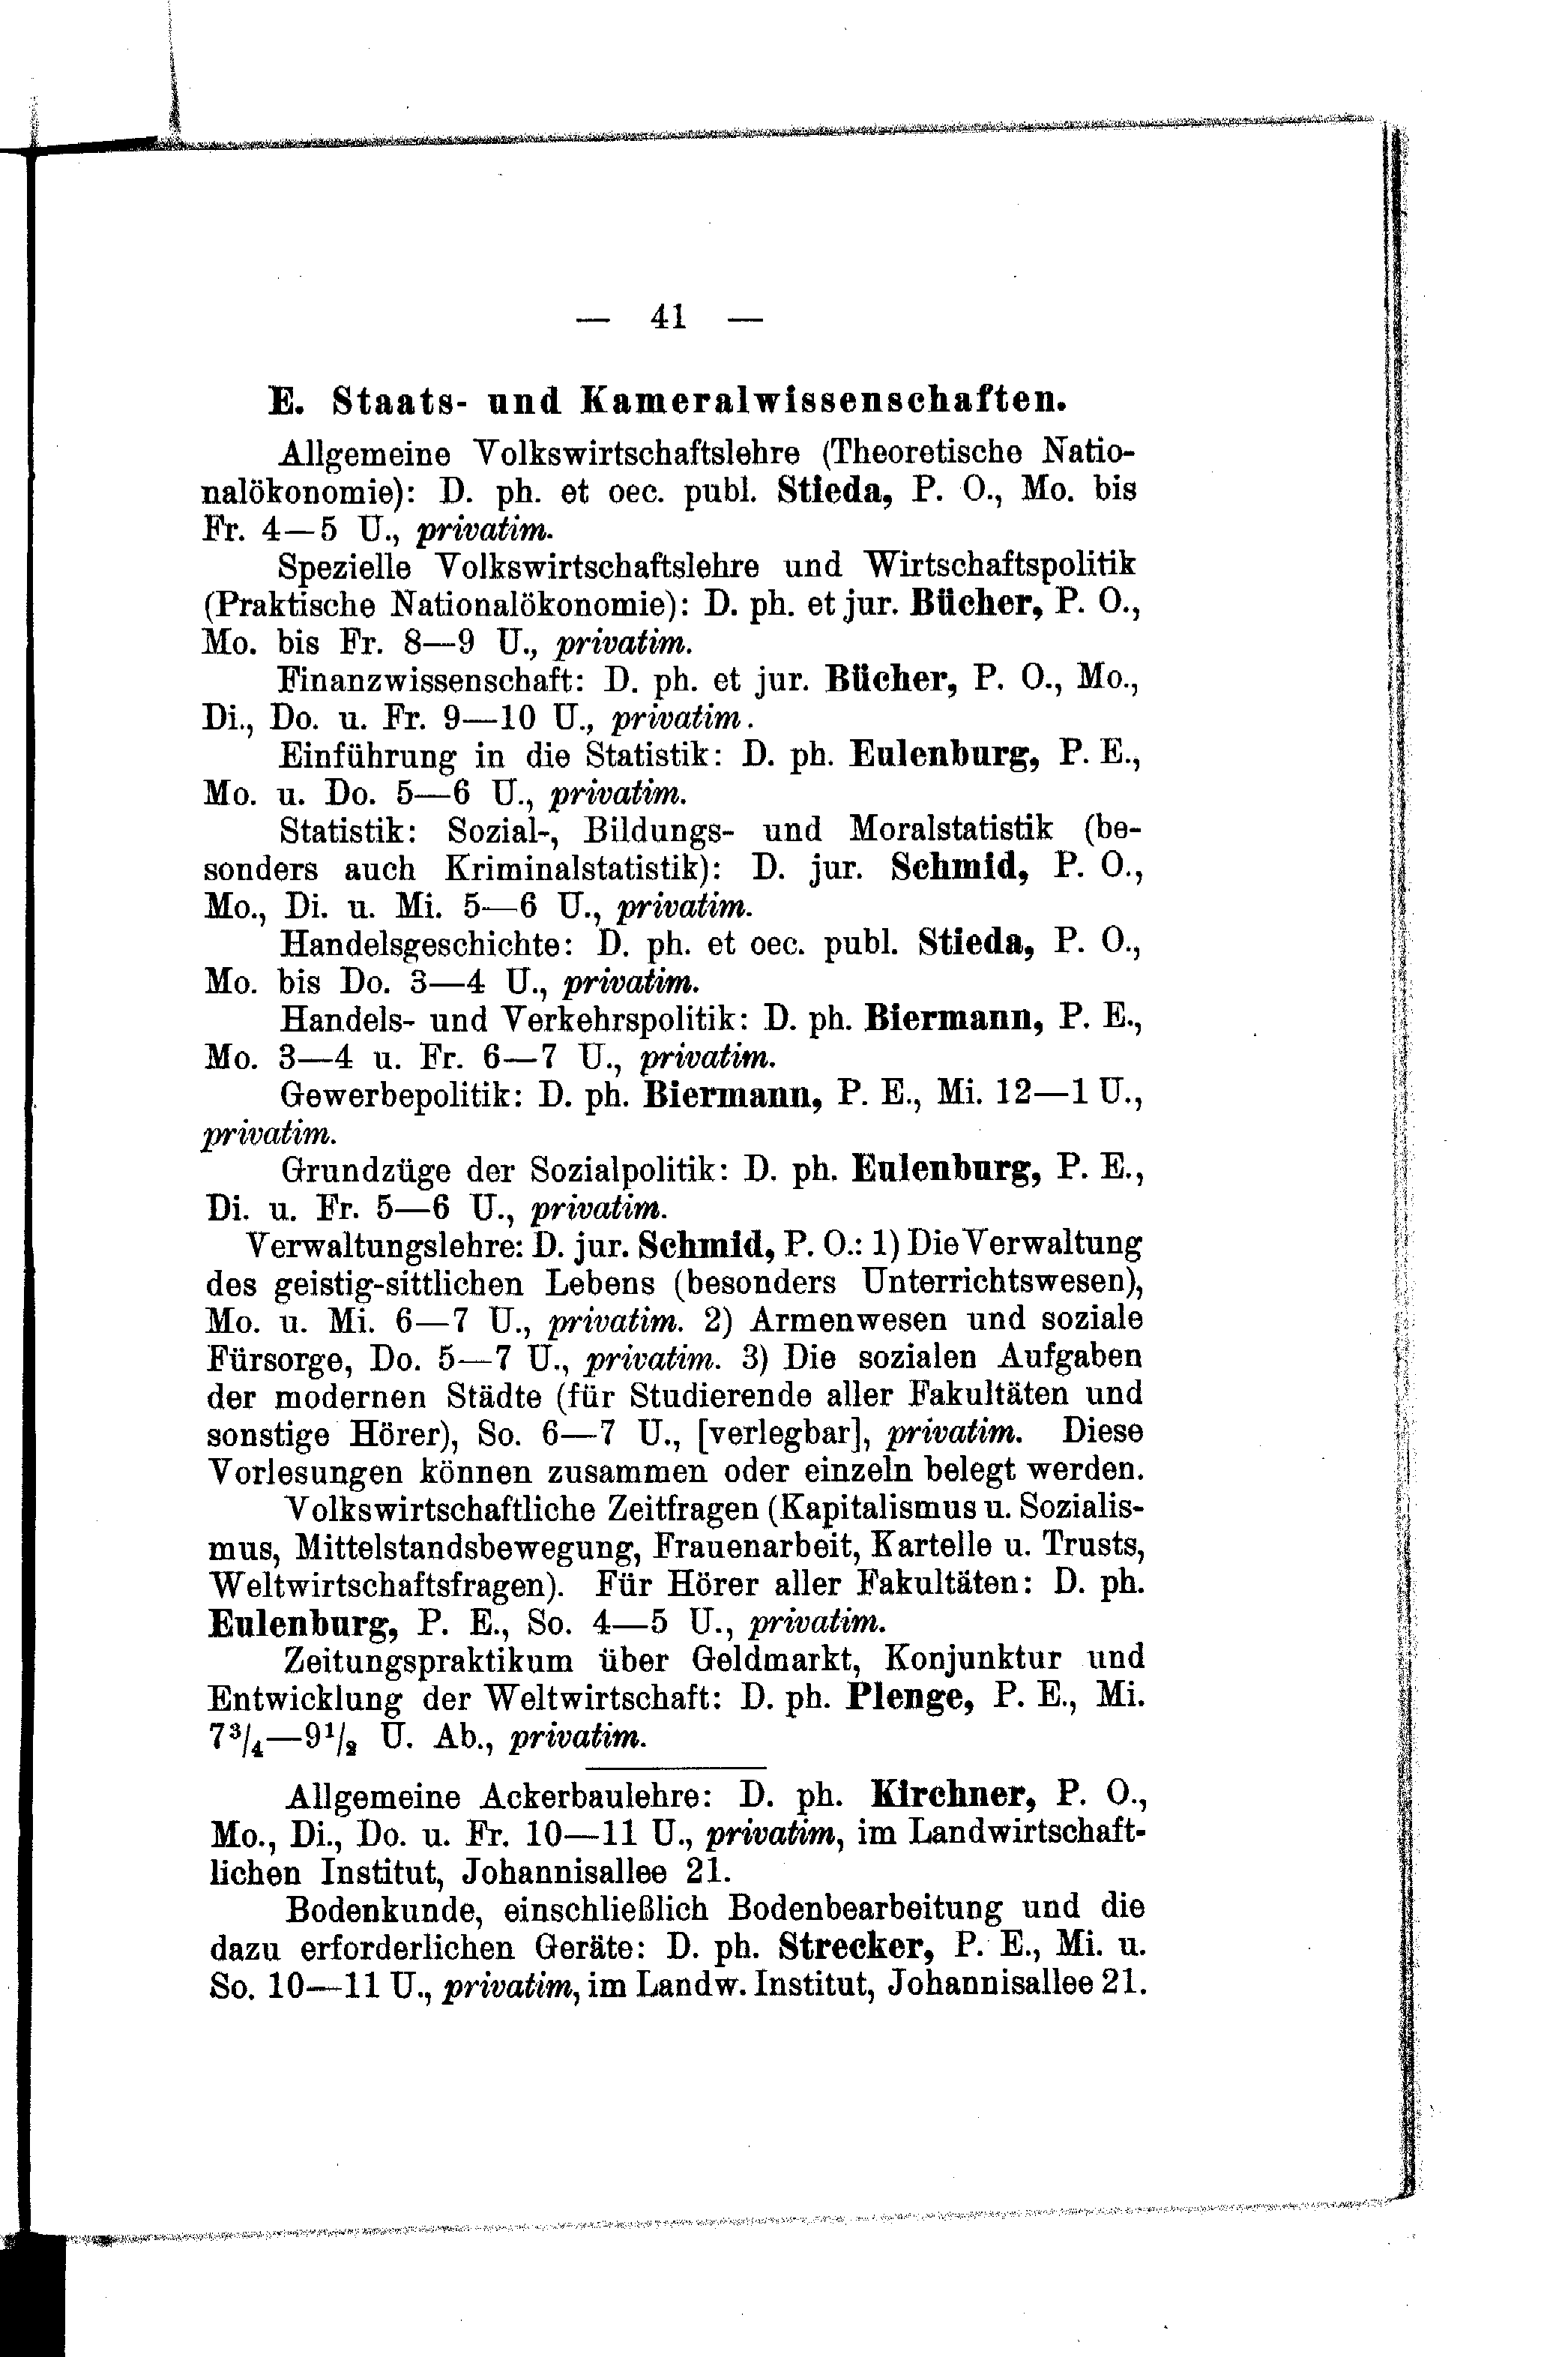 — 41 —
E. Staats- und Kameralwissenschaften.
Allgemeine Volkswirtschaftslehre (Theoretische Natio-
nalökonomie): D. ph. et oec. publ. Stieda, P. O., Mo. bis
Fr. 4—5 U., privatim.
Spezielle Volkswirtschaftslehre und Wirtschaftspolitik
(Praktische Nationalökonomie): D. ph. et jur. Bücher, P. O.,
Mo. bis Fr. 8—9 U., privatim.
Finanzwissenschaft: D. ph. et jur. Bücher, P. O., Mo.,
Di., Do. u. Fr. 9—10 U., privatim.
Einführung in die Statistik: D. ph. Eulenburg, P. E.,
Mo. u. Do. 5—6 U., privatim.
Statistik: Sozial-, Bildungs- und Moralstatistik (be-
sonders auch Kriminalstatistik): D. jur. Schmid, P. O.,
Mo., Di. u. Mi. 5—6 U., privatim.
Handelsgeschichte: D. ph. et oec. publ. Stieda, P. O.,
Mo. bis Do. 3—4 U., privatim.
Handels- und Verkehrspolitik: D. ph. Biermann, P. E.,
Mo. 3—4 u. Fr. 6—7 U., privatim.
Gewerbepolitik: D. ph. Biermann, P. E., Mi. 12—1 U.,
privatim.
Grundzüge der Sozialpolitik: D. ph. Eulenburg, P. E.,
Di. u. Fr. 5—6 U., privatim.
Verwaltungslehre: D. jur. Schmid, P. O.: 1) Die Verwaltung
des geistig-sittlichen Lebens (besonders Unterrichtswesen),
Mo. u. Mi. 6—7 U., privatim. 2) Armenwesen und soziale
Fürsorge, Do. 5—7 U., privatim. 3) Die sozialen Aufgaben
der modernen Städte (für Studierende aller Fakultäten und
sonstige Hörer), So. 6—7 U., [verlegbar], privatim. Diese
Vorlesungen können zusammen oder einzeln belegt werden.
Volkswirtschaftliche Zeitfragen (Kapitalismus u. Sozialis-
mus, Mittelstandsbewegung, Frauenarbeit, Kartelle u. Trusts,
Weltwirtschaftsfragen). Für Hörer aller Fakultäten: D. ph.
Eulenburg, P. E., So. 4—5 U., privatim.
Zeitungspraktikum über Geldmarkt, Konjunktur und
Entwicklung der Weltwirtschaft: D. ph. Plenge, P. E., Mi.
7³/₄—9¹/₂ U. Ab., privatim.
Allgemeine Ackerbaulehre: D. ph. Kirchner, P. O.,
Mo., Di., Do. u. Fr. 10—11 U., privatim, im Landwirtschaft-
lichen Institut, Johannisallee 21.
Bodenkunde, einschließlich Bodenbearbeitung und die
dazu erforderlichen Geräte: D. ph. Strecker, P. E., Mi. u.
So. 10—11 U., privatim, im Landw. Institut, Johannisallee 21.